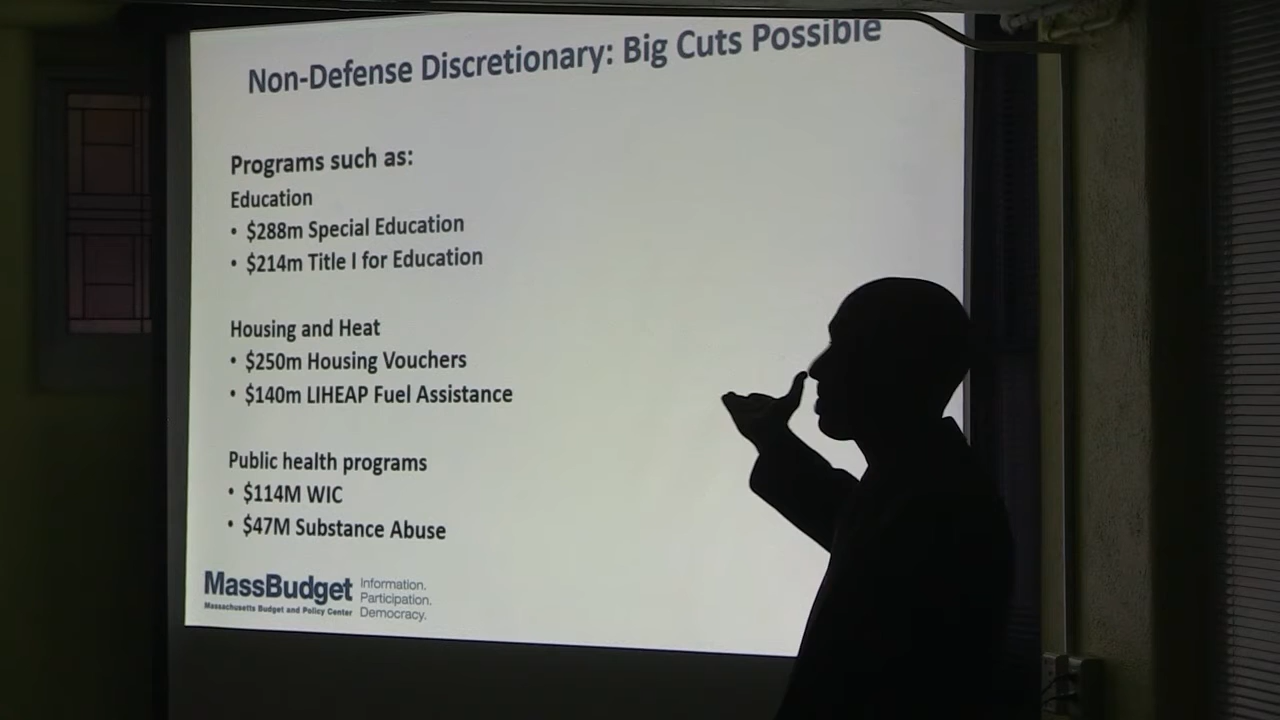 Non-Defense Discretionary: Big Cuts Possible
Programs such as:
Education
• $288m Special Education
• $214m Title I for Education
Housing and Heat
• $250m Housing Vouchers
• $140m LIHEAP Fuel Assistance
Public health programs
• $114M WIC
• $47M Substance Abuse
MassBudget
Massachusetts Budget and Policy Center
Information.
Participation.
Democracy.